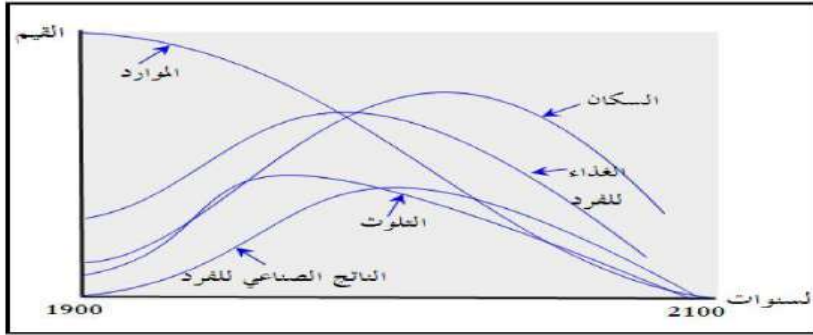 القيم
الموارد
السكان
الغذاء
للفرد
التلوث
الناتج الصناعي للفرد
السنوات
1900
2100